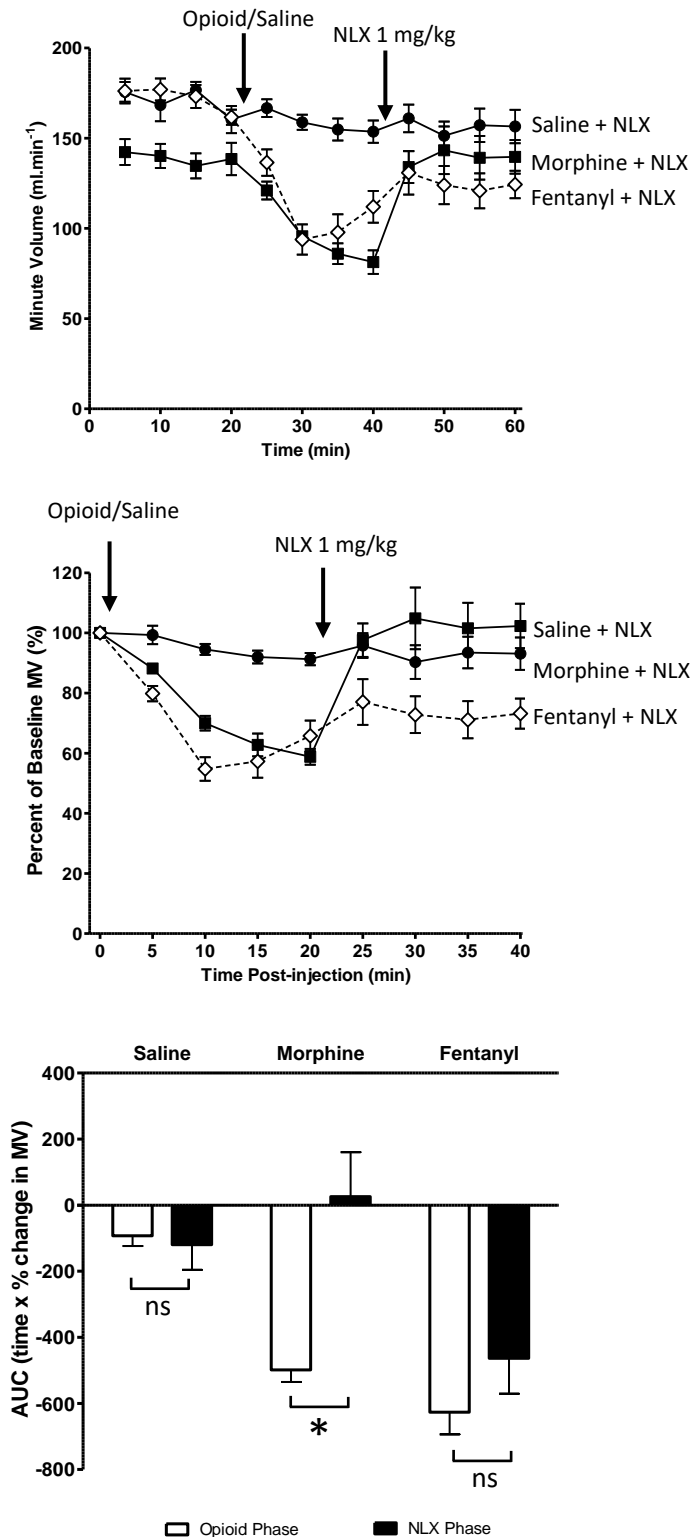 Opioid/Saline
NLX 1 mg/kg
200
150
100
50
0
Minute Volume (ml.min⁻¹)
Saline + NLX
Morphine + NLX
Fentanyl + NLX
0 10 20 30 40 50 60
Time (min)
Opioid/Saline
NLX 1 mg/kg
120
100
80
60
40
20
0
Percent of Baseline MV (%)
Saline + NLX
Morphine + NLX
Fentanyl + NLX
0 5 10 15 20 25 30 35 40
Time Post-injection (min)
Saline Morphine Fentanyl
400
200
0
-200
-400
-600
-800
AUC (time x % change in MV)
ns
*
ns
Opioid Phase NLX Phase